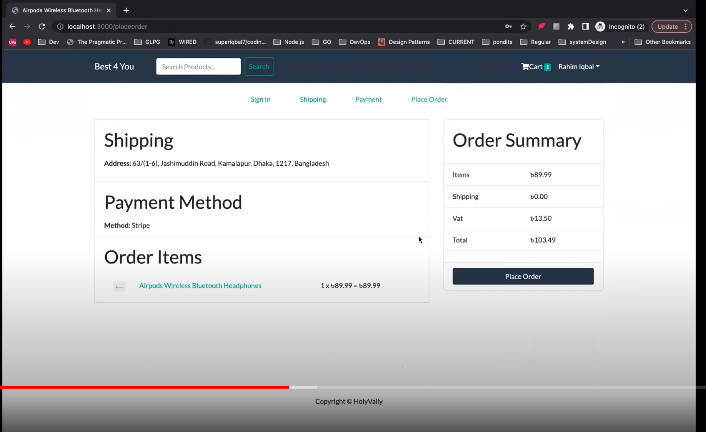 Airpods Wireless Bluetooth He
localhost:3000/placeorder
Incognito (2)
Update
Dev
The Pragmatic Pr...
GLPG
WIRED
superiqbal7/codin...
Node.js
GO
DevOps
Design Patterns
CURRENT
pondits
Regular
systemDesign
»
Other Bookmarks
Best 4 You
Search Products...
Search
Cart 1
Rahim Iqbal
Sign In
Shipping
Payment
Place Order
Shipping
Address: 63/(1-6), Jashimuddin Road, Kamalapur, Dhaka, 1217, Bangladesh
Payment Method
Method: Stripe
Order Items
Airpods Wireless Bluetooth Headphones
1 x ৳89.99 = ৳89.99
Order Summary
Items ৳89.99
Shipping ৳0.00
Vat ৳13.50
Total ৳103.49
Place Order
Copyright © HolyVally